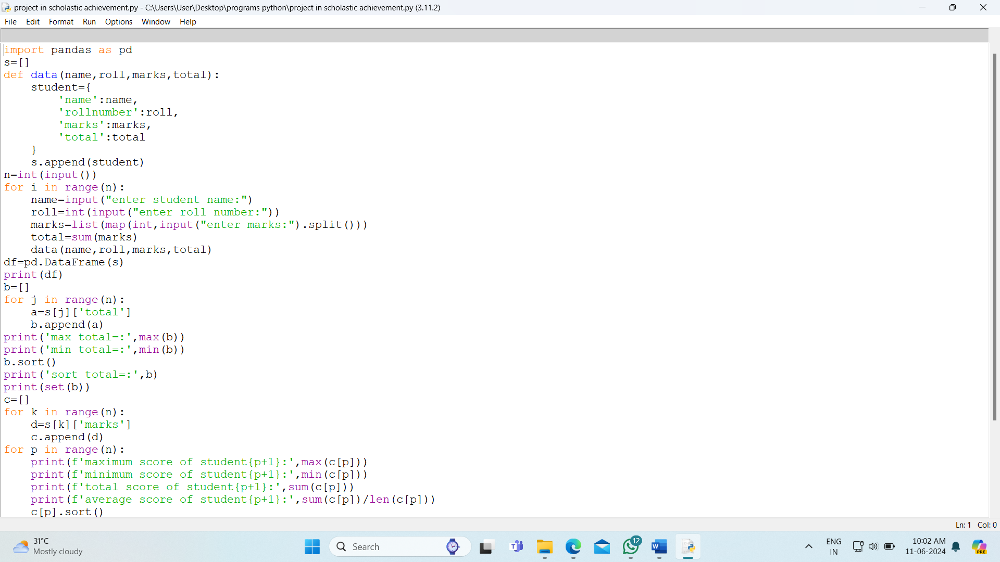 project in scholastic achievement.py - C:\Users\User\Desktop\programs python\project in scholastic achievement.py (3.11.2)
File Edit Format Run Options Window Help
import pandas as pd
s=[]
def data(name,roll,marks,total):
    student={
        'name':name,
        'rollnumber':roll,
        'marks':marks,
        'total':total
    }
    s.append(student)
n=int(input())
for i in range(n):
    name=input("enter student name:")
    roll=int(input("enter roll number:"))
    marks=list(map(int,input("enter marks:").split()))
    total=sum(marks)
    data(name,roll,marks,total)
df=pd.DataFrame(s)
print(df)
b=[]
for j in range(n):
    a=s[j]['total']
    b.append(a)
print('max total=:',max(b))
print('min total=:',min(b))
b.sort()
print('sort total=:',b)
print(set(b))
c=[]
for k in range(n):
    d=s[k]['marks']
    c.append(d)
for p in range(n):
    print(f'maximum score of student{p+1}:',max(c[p]))
    print(f'minimum score of student{p+1}:',min(c[p]))
    print(f'total score of student{p+1}:',sum(c[p]))
    print(f'average score of student{p+1}:',sum(c[p])/len(c[p]))
    c[p].sort()
Ln: 1 Col: 0
31°C
Mostly cloudy
Search
12
W
PRE
ENG
IN
10:02 AM
11-06-2024